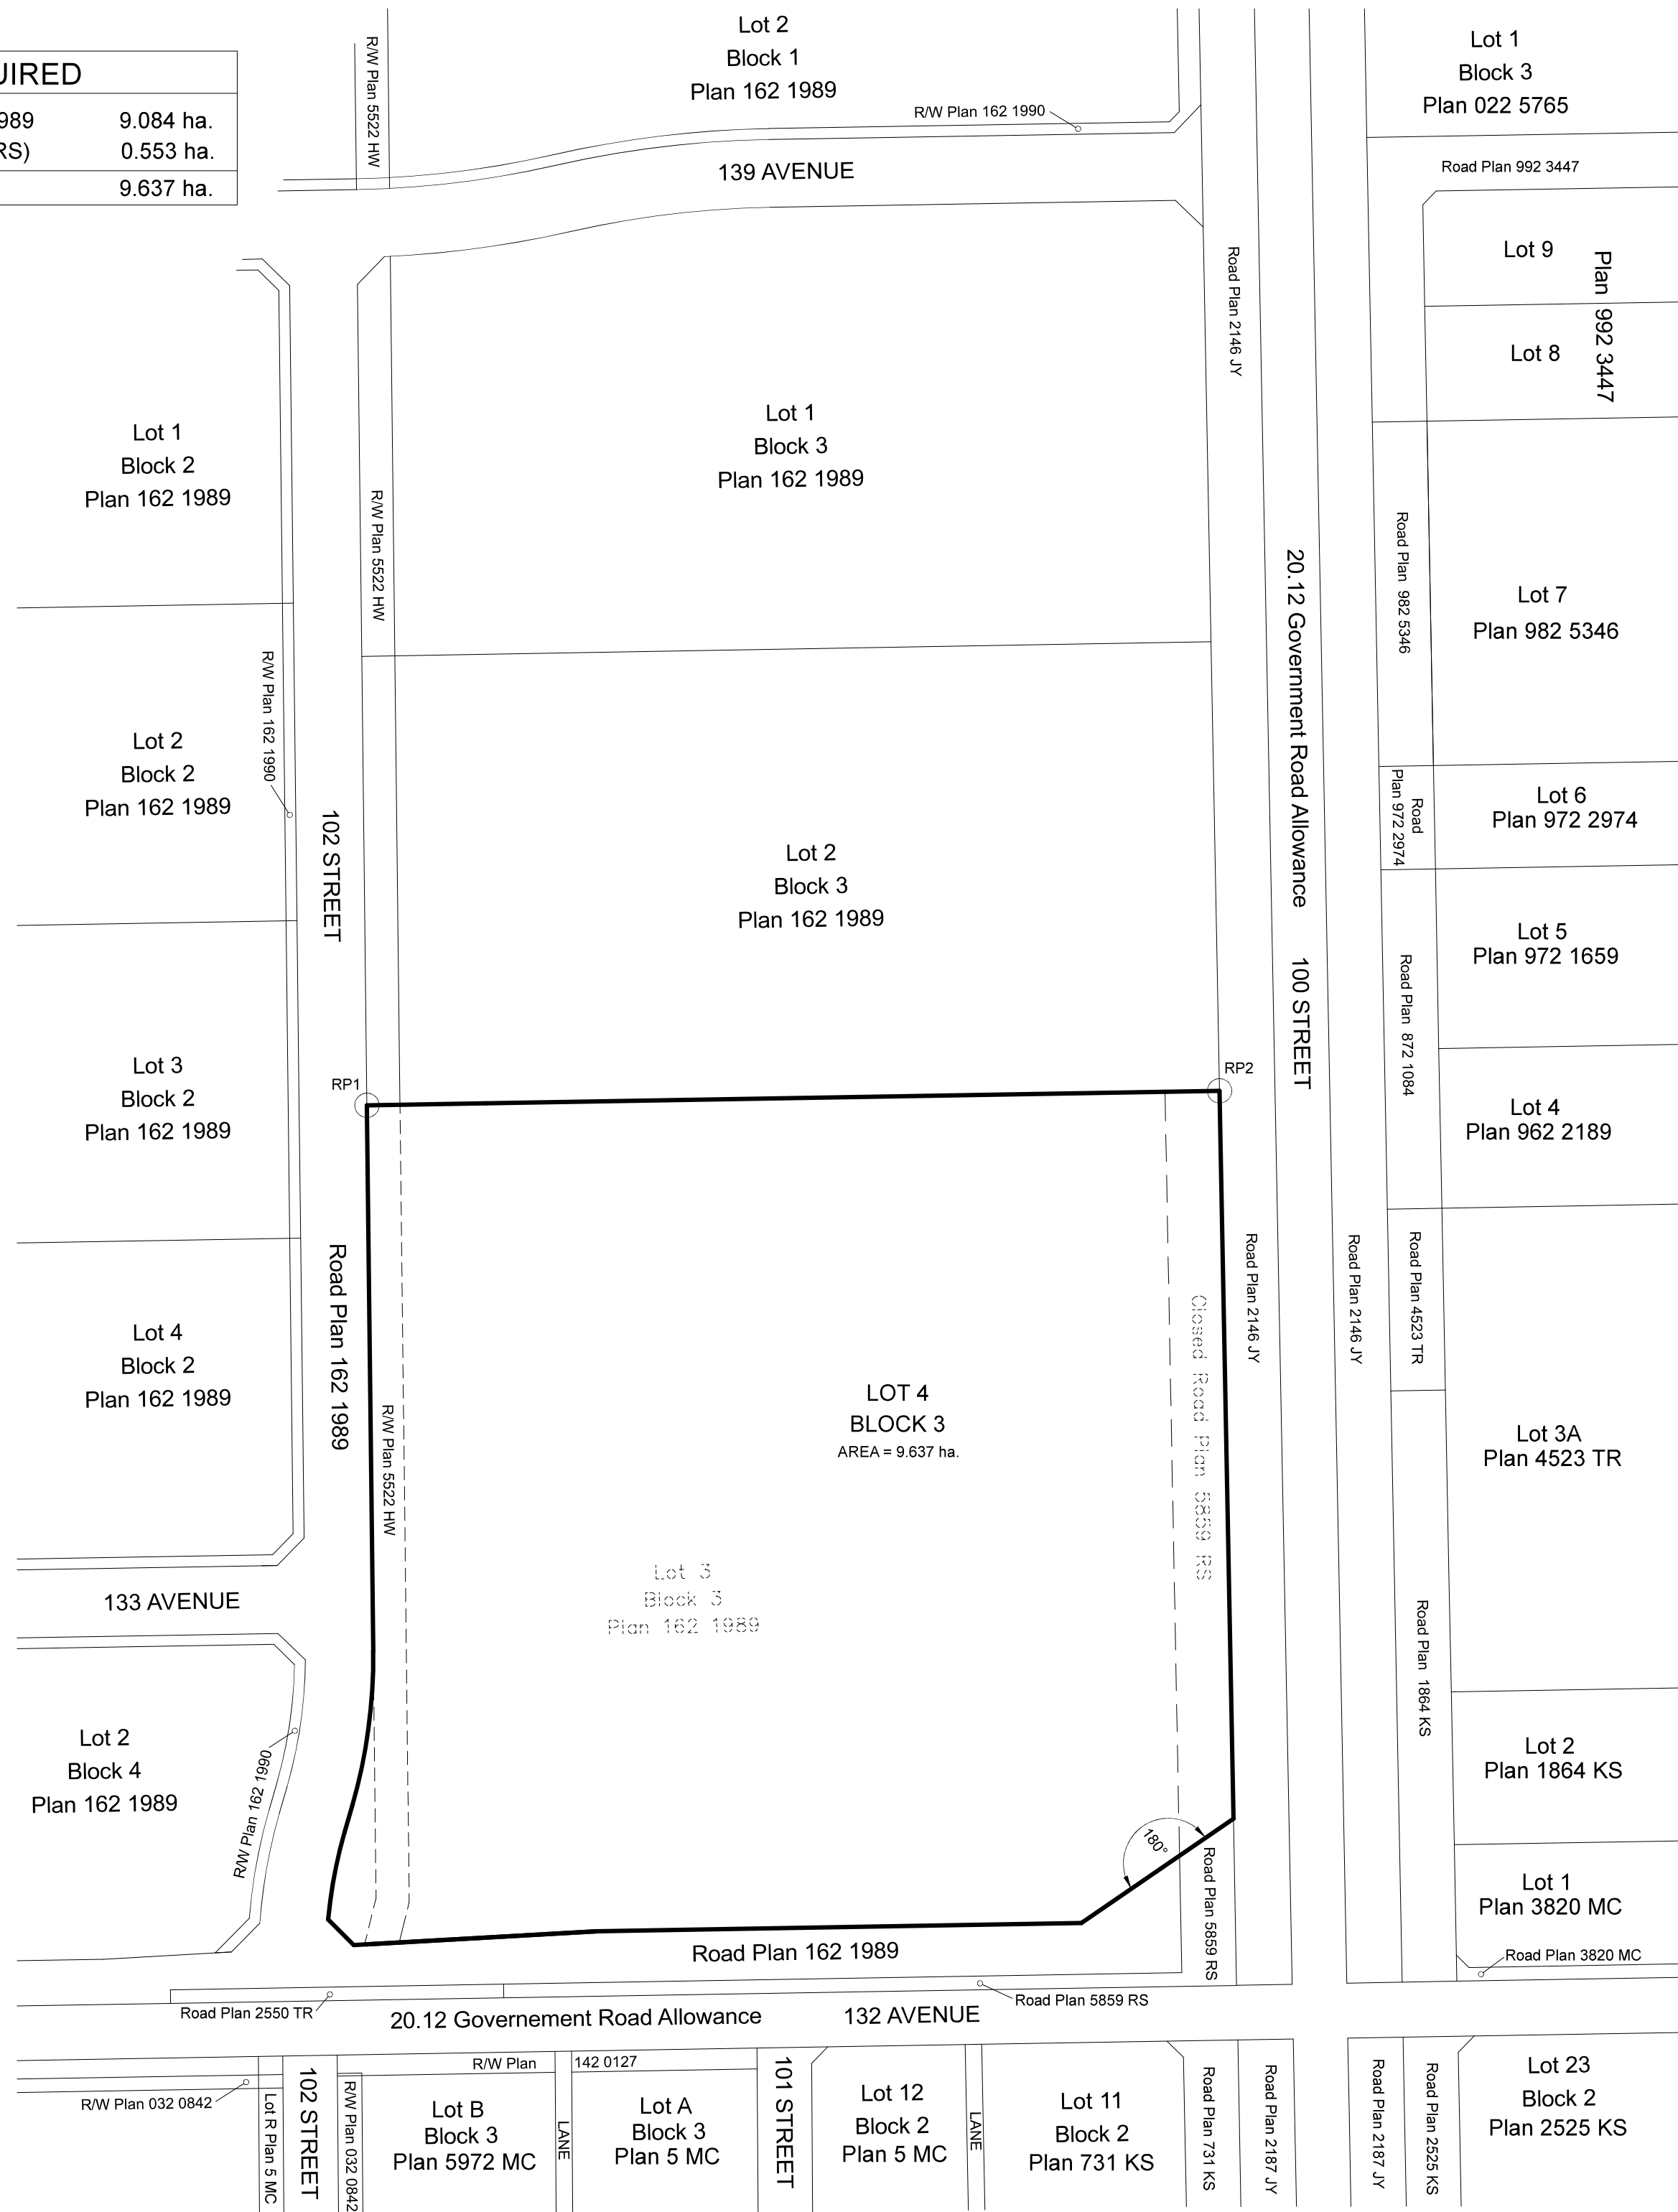 UIRED
989 9.084 ha.
RS) 0.553 ha.
9.637 ha.
R/W Plan 5522 HW
Lot 2
Block 1
Plan 162 1989
R/W Plan 162 1990
139 AVENUE
Lot 1
Block 3
Plan 022 5765
Road Plan 992 3447
Lot 9
Lot 8
Plan 992 3447
Road Plan 2146 JY
Lot 1
Block 2
Plan 162 1989
R/W Plan 5522 HW
Lot 1
Block 3
Plan 162 1989
20.12 Government Road Allowance
100 STREET
Road Plan 982 5346
Lot 7
Plan 982 5346
R/W Plan 162 1990
Lot 2
Block 2
Plan 162 1989
102 STREET
Lot 2
Block 3
Plan 162 1989
Road
Plan 972 2974
Lot 6
Plan 972 2974
Lot 5
Plan 972 1659
Road Plan 872 1084
Lot 3
Block 2
Plan 162 1989
RP1
RP2
Lot 4
Plan 962 2189
Road Plan 162 1989
Lot 4
Block 2
Plan 162 1989
R/W Plan 5522 HW
LOT 4
BLOCK 3
AREA = 9.637 ha.
Closed Road Plan 5859 RS
Road Plan 2146 JY
Road Plan 2146 JY
Road Plan 4523 TR
Lot 3A
Plan 4523 TR
Lot 3
Block 3
Plan 162 1989
133 AVENUE
Road Plan 1864 KS
Lot 2
Block 4
Plan 162 1989
R/W Plan 162 1990
Lot 2
Plan 1864 KS
180°
Road Plan 5859 RS
Lot 1
Plan 3820 MC
Road Plan 162 1989
Road Plan 3820 MC
Road Plan 2550 TR
Road Plan 5859 RS
20.12 Governement Road Allowance
132 AVENUE
R/W Plan 142 0127
R/W Plan 032 0842
Lot R Plan 5 MC
102 STREET
R/W Plan 032 0842
Lot B
Block 3
Plan 5972 MC
LANE
Lot A
Block 3
Plan 5 MC
101 STREET
Lot 12
Block 2
Plan 5 MC
LANE
Lot 11
Block 2
Plan 731 KS
Road Plan 731 KS
Road Plan 2187 JY
Road Plan 2187 JY
Road Plan 2525 KS
Lot 23
Block 2
Plan 2525 KS